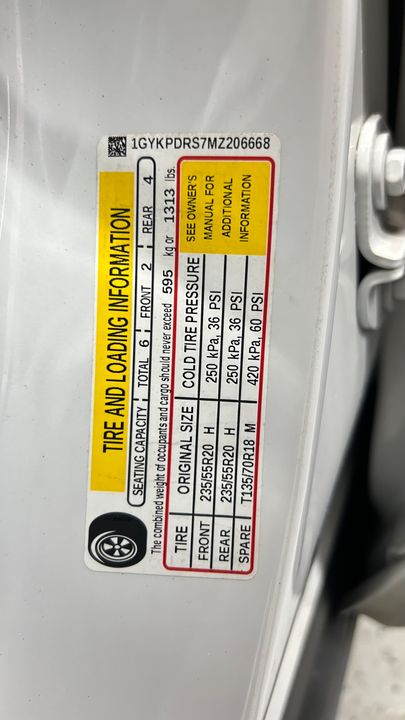 1GYKPDRS7MZ206668
TIRE AND LOADING INFORMATION
SEATING CAPACITY TOTAL 6 FRONT 2 REAR 4
The combined weight of occupants and cargo should never exceed 595 kg or 1313 lbs.
TIRE ORIGINAL SIZE COLD TIRE PRESSURE
FRONT 235/55R20 H 250 kPa, 36 PSI
REAR 235/55R20 H 250 kPa, 36 PSI
SPARE T135/70R18 M 420 kPa, 60 PSI
SEE OWNER'S
MANUAL FOR
ADDITIONAL
INFORMATION